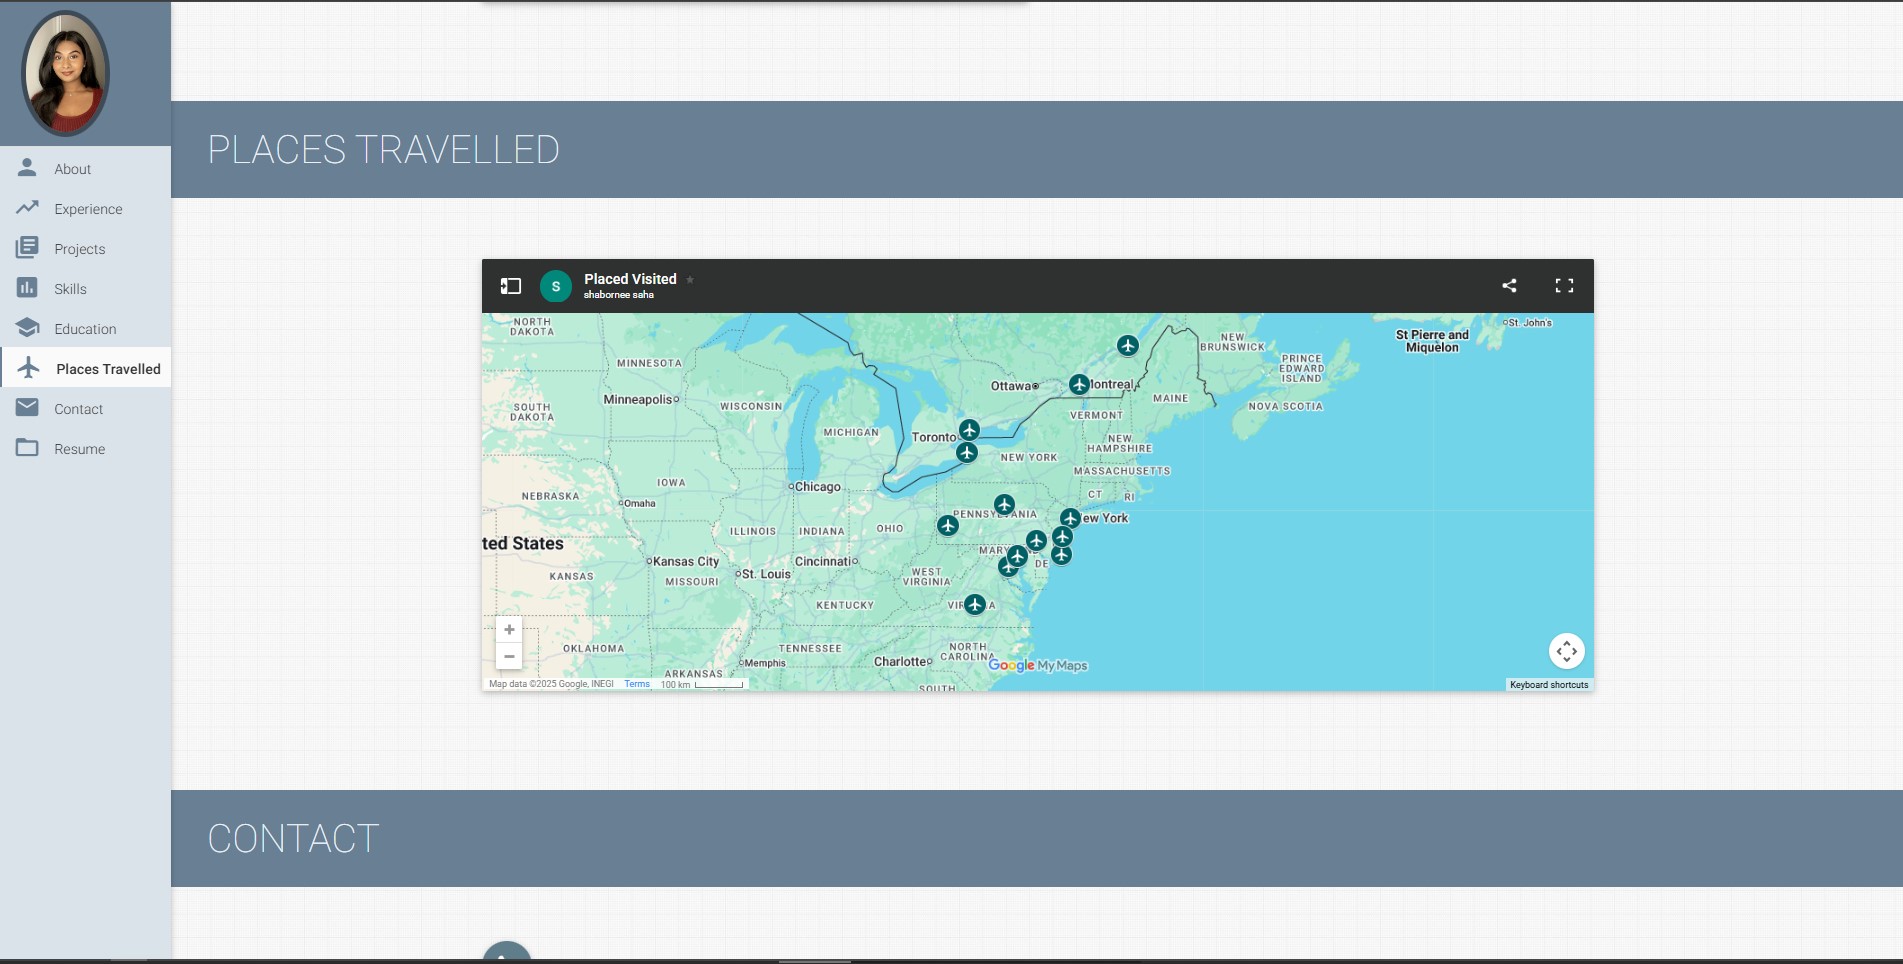 About
Experience
Projects
Skills
Education
Places Travelled
Contact
Resume
PLACES TRAVELLED
S
Placed Visited
shabornee saha
NORTH
DAKOTA
St. John's
St Pierre and
Miquelon
NEW
BRUNSWICK
PRINCE
EDWARD
ISLAND
MINNESOTA
Ottawa
Montreal
Minneapolis
WISCONSIN
MAINE
NOVA SCOTIA
SOUTH
DAKOTA
VERMONT
MICHIGAN
Toronto
NEW
HAMPSHIRE
NEW YORK
MASSACHUSETTS
IOWA
Chicago
NEBRASKA
CT
RI
Omaha
PENNSYLVANIA
ew York
ILLINOIS
INDIANA
OHIO
ted States
MARY
DE
Kansas City
Cincinnati
St. Louis
KANSAS
MISSOURI
WEST
VIRGINIA
KENTUCKY
VIR
A
OKLAHOMA
TENNESSEE
NORTH
CAROLINA
Memphis
Charlotte
Google My Maps
ARKANSAS
SOUTH
+
−
Map data ©2025 Google, INEGI
Terms
100 km
Keyboard shortcuts
CONTACT